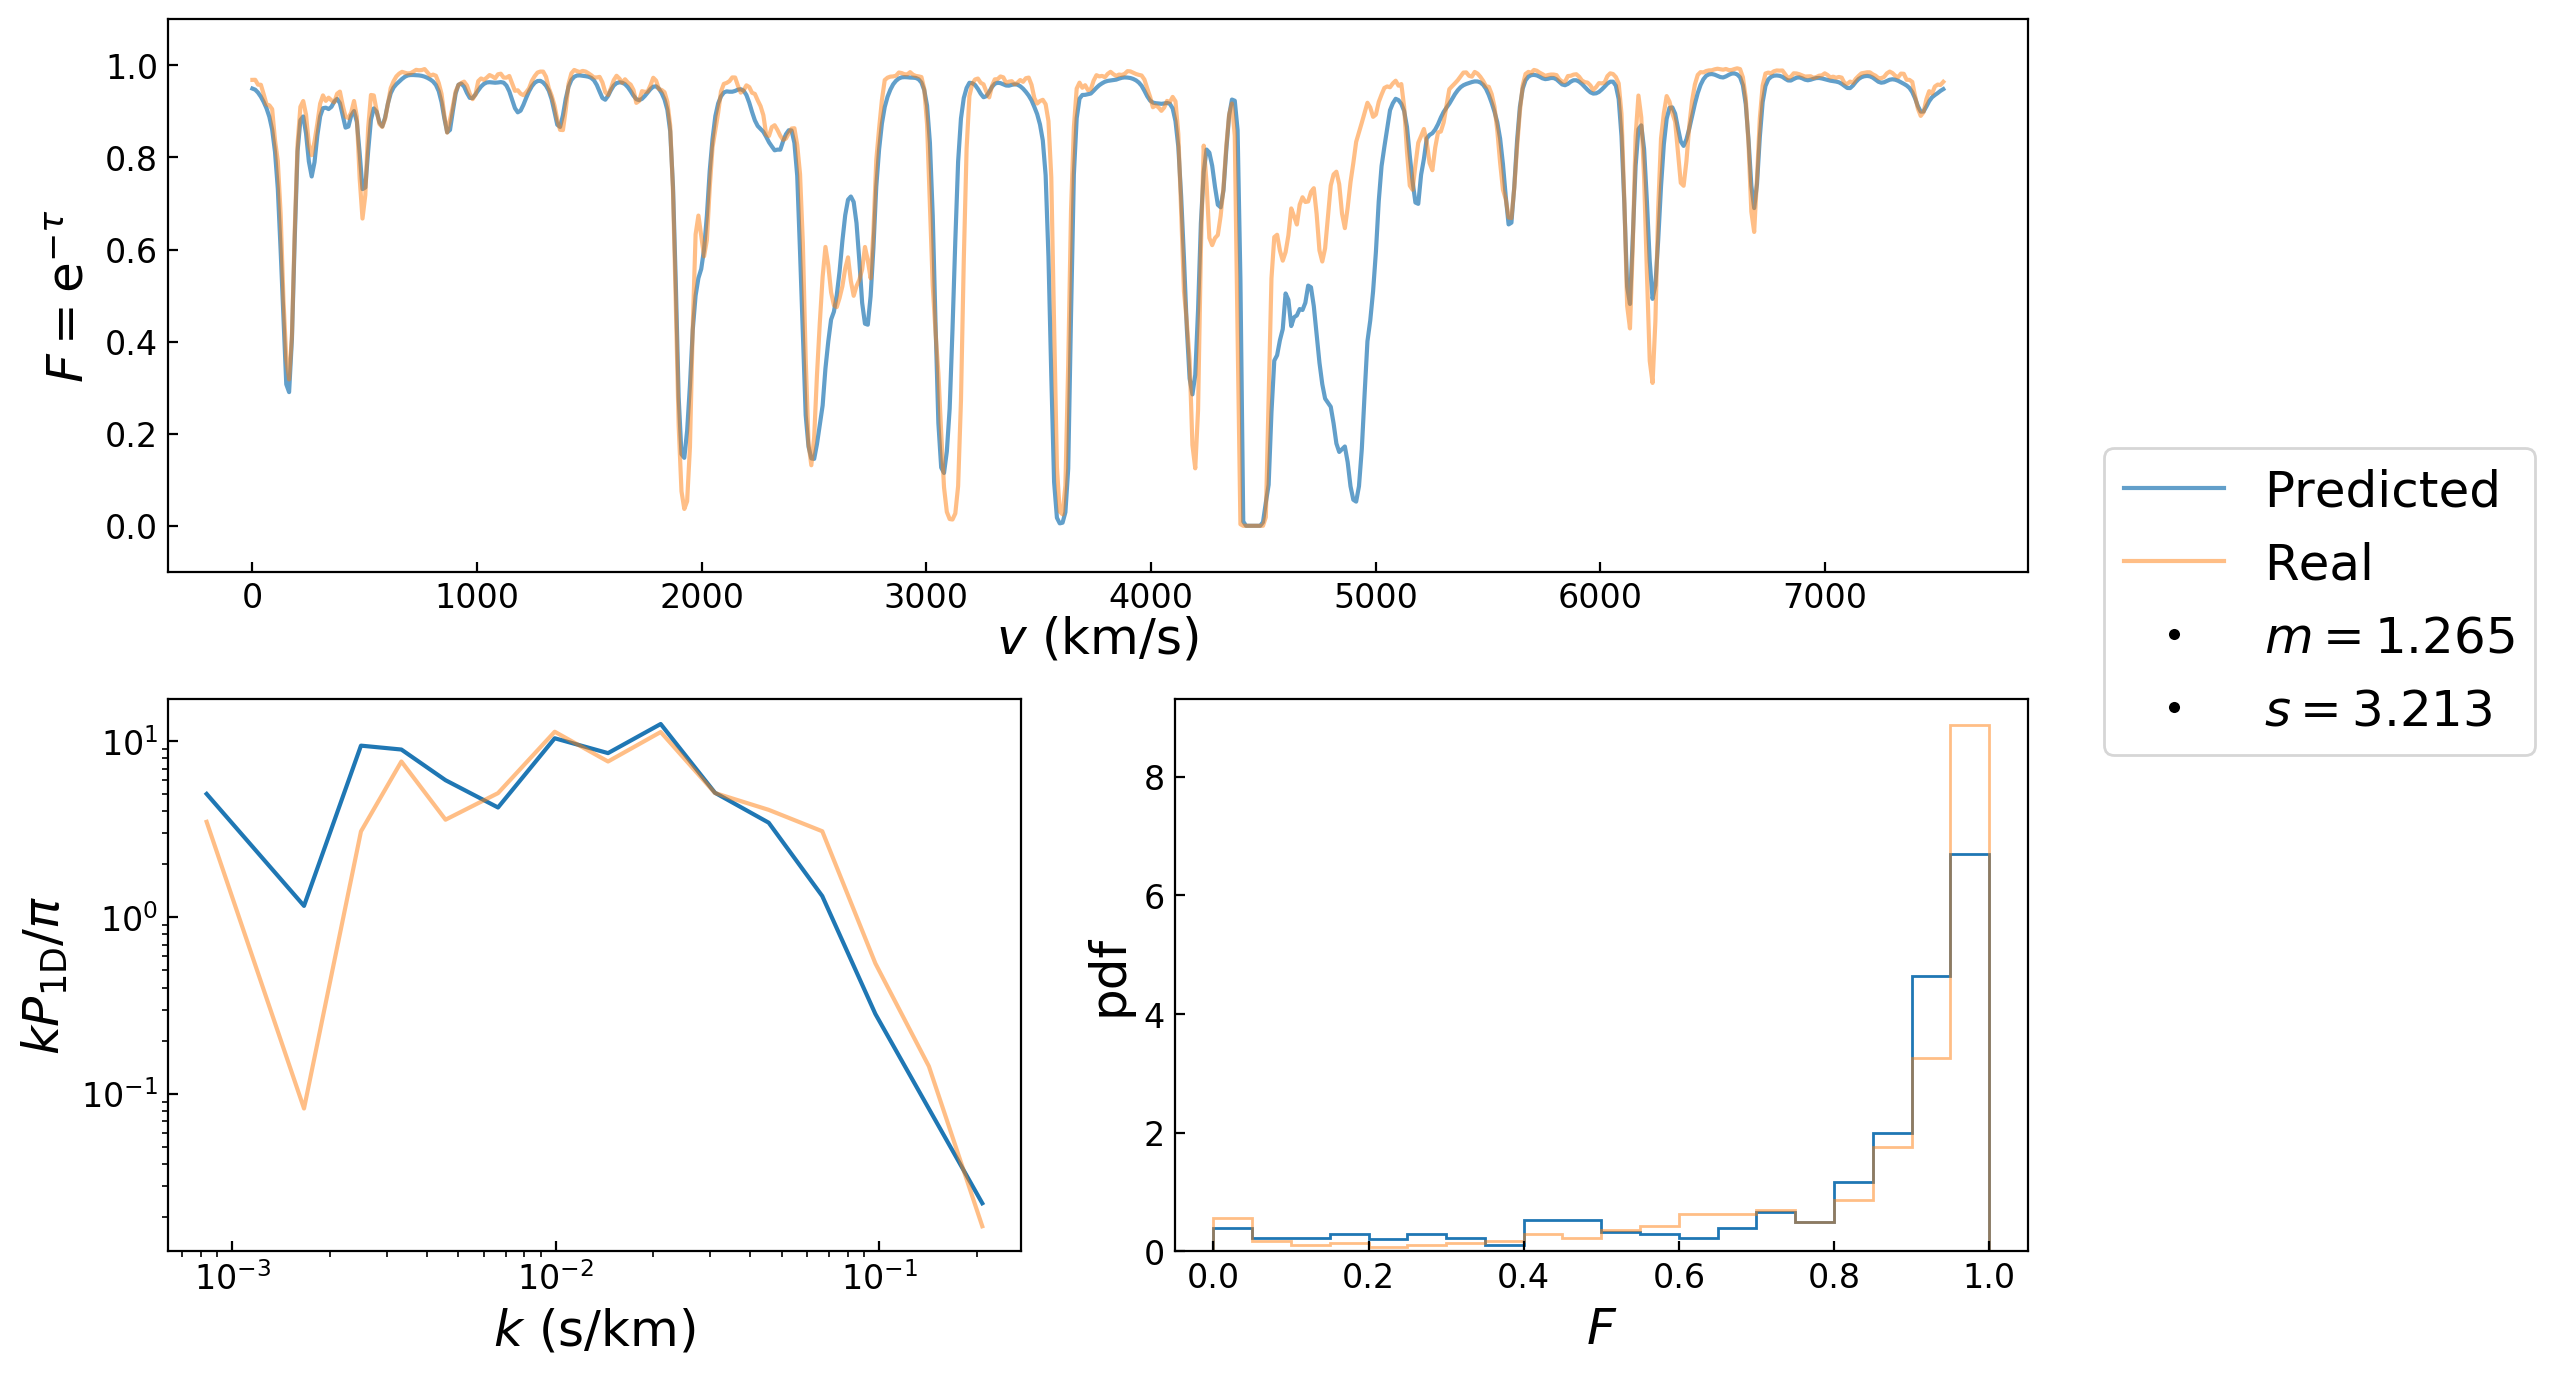 1.0
0.8
0.6
0.4
0.2
0.0
F = e^{−τ}
0 1000 2000 3000 4000 5000 6000 7000
v (km/s)
Predicted
Real
m = 1.265
s = 3.213
10^1
10^0
10^{−1}
kP_{1D}/π
10^{−3} 10^{−2} 10^{−1}
k (s/km)
8
6
4
2
0
pdf
0.0 0.2 0.4 0.6 0.8 1.0
F